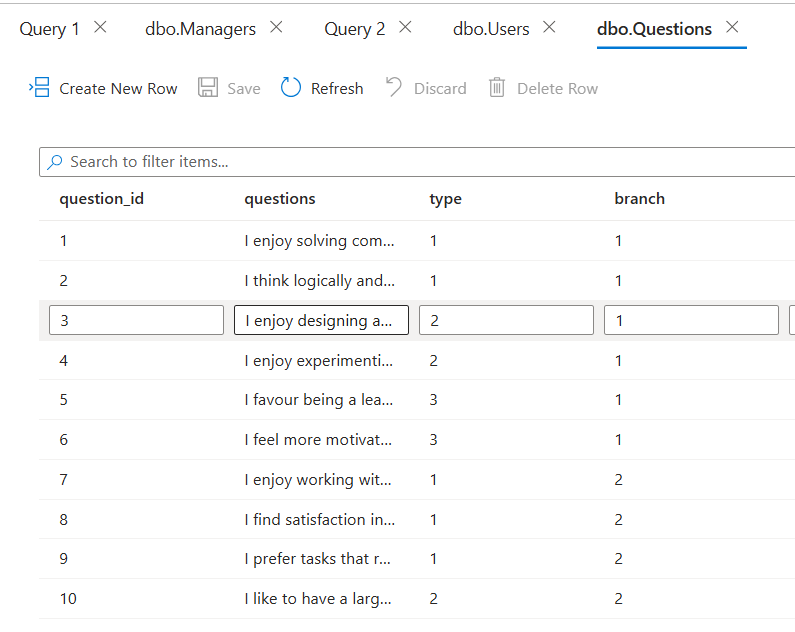 Query 1 dbo.Managers Query 2 dbo.Users dbo.Questions
Create New Row Save Refresh Discard Delete Row
Search to filter items...
question_id questions type branch
1 I enjoy solving com... 1 1
2 I think logically and... 1 1
3 I enjoy designing a... 2 1
4 I enjoy experimenti... 2 1
5 I favour being a lea... 3 1
6 I feel more motivat... 3 1
7 I enjoy working wit... 1 2
8 I find satisfaction in... 1 2
9 I prefer tasks that r... 1 2
10 I like to have a larg... 2 2